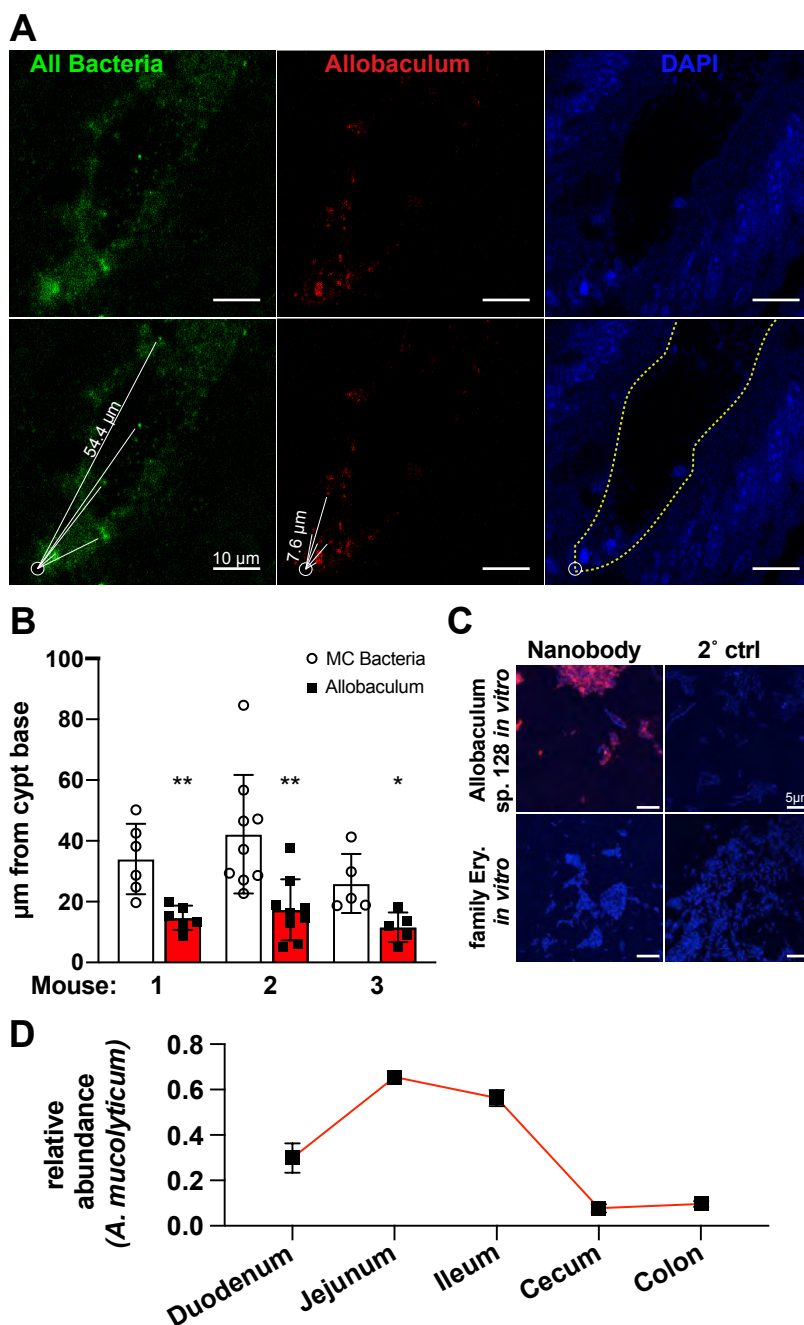 A
All Bacteria
Allobaculum
DAPI
54.4 µm
10 µm
7.6 µm
B
100
80
60
40
20
0
µm from cypt base
MC Bacteria
Allobaculum
**
**
*
Mouse: 1 2 3
C
Nanobody
2˚ ctrl
Allobaculum
sp. 128 in vitro
5µm
family Ery.
in vitro
D
relative
abundance
(A. mucolyticum)
0.8
0.6
0.4
0.2
0.0
Duodenum
Jejunum
Ileum
Cecum
Colon